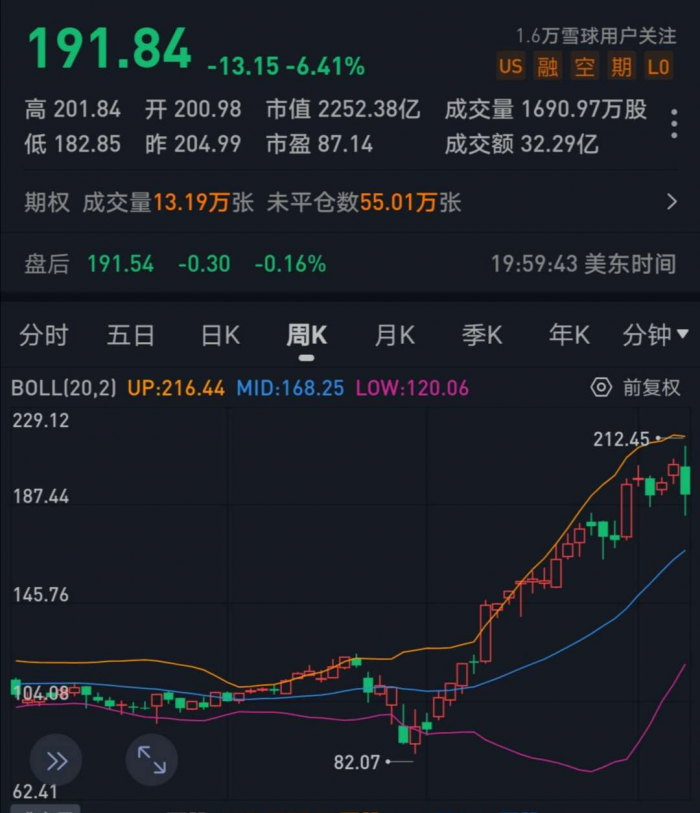 191.84 -13.15 -6.41%
1.6万雪球用户关注
US 融 空 期 LO
高 201.84 开 200.98 市值 2252.38亿 成交量 1690.97万股
低 182.85 昨 204.99 市盈 87.14 成交额 32.29亿
期权 成交量13.19万张 未平仓数55.01万张
盘后 191.54 -0.30 -0.16% 19:59:43 美东时间
分时 五日 日K 周K 月K 季K 年K 分钟
BOLL(20,2) UP:216.44 MID:168.25 LOW:120.06 前复权
229.12
212.45
187.44
145.76
104.08
82.07
62.41